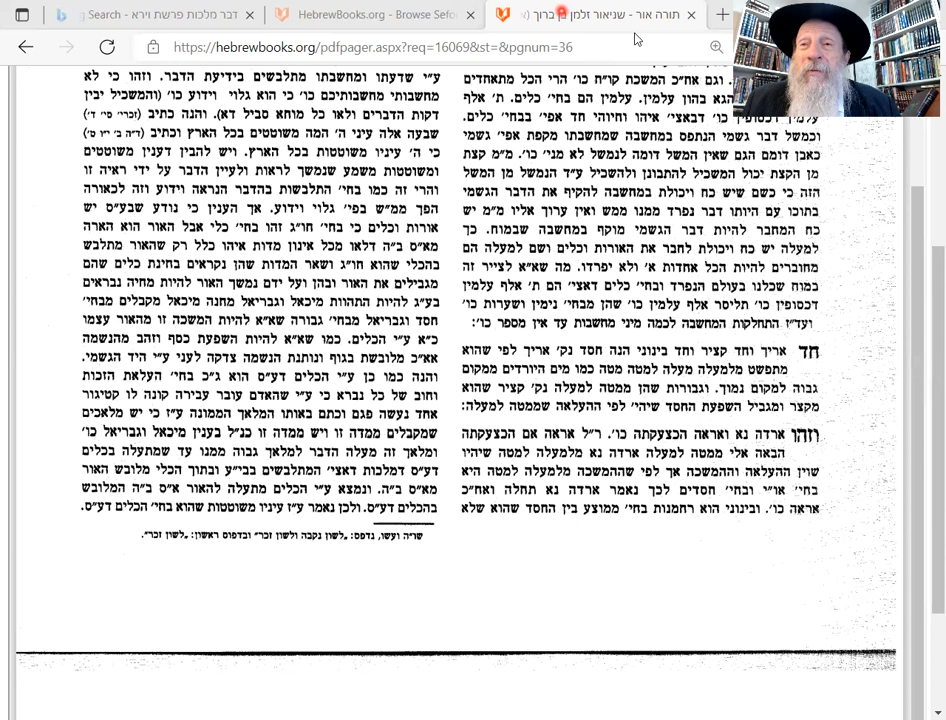 דבר מלכות פרשת וירא - Search
HebrewBooks.org - Browse Sefo
תורה אור - שניאור זלמן ברוך
https://hebrewbooks.org/pdfpager.aspx?req=16069&st=&pgnum=36
וגם אח"כ המשכת קו"ח כו' הרי הכל מתאחדים
הגא בהון עלמין. עלמין הם בחי' כלים. ת' אלף
עלמין דכסופין כו' דבאצי' איהו וחיוהי חד אפי' בבחי' כלים.
וכמשל דבר גשמי הנתפס במחשבה שמחשבתו מקפת אפי' גשמי
כאבן דומם הגם שאין המשל דומה לנמשל לא מני' כו'. מ"מ קצת
מן הקצת יכול המשכיל להתבונן ולהשכיל ע"ד הנמשל מן המשל
הזה כי כשם שיש כח ויכולת במחשבה להקיף את הדבר הגשמי
בתוכו עם היותו דבר נפרד ממנו ממש ואין ערוך אליו מ"מ יש
כח המחבר להיות דבר הגשמי מוקף במחשבה שבמוח. כך
למעלה יש כח ויכולת לחבר את האורות וכלים ושם למעלה הם
מחוברים להיות הכל אחדות א' ולא יפרדו. מה שא"א לצייר זה
במוח שכלנו בעולם הנפרד ובחי' כלים דאצי' הם ת' אלף עלמין
דכסופין כו' תליסר אלף עלמין כו' שהן מבחי' נימין ושערות כו'
ועד"ז התחלקות המחשבה לכמה מיני מחשבות עד אין מספר כו':
חד אריך וחד קציר וחד בינוני הנה חסד נק' אריך לפי שהוא
מתפשט מלמעלה מעלה למטה מטה כמו מים היורדים ממקום
גבוה למקום נמוך. וגבורות שהן ממטה למעלה נק' קציר שהוא
מקצר ומגביל השפעת החסד שיהי' לפי ההעלאה שממטה למעלה:
וזהו ארדה נא ואראה הכצעקתה כו'. ר"ל אראה אם הכצעקתה
הבאה אלי ממטה למעלה ארדה נא מלמעלה למטה שיהיו
שוין ההעלאה וההמשכה אך לפי שההמשכה מלמעלה למטה היא
בחי' או"י ובחי' חסדים לכך נאמר ארדה נא תחלה ואח"כ
אראה כו'. ובינוני הוא רחמנות בחי' ממוצע בין החסד שהוא שלא
ע"י שדעתו ומחשבתו מתלבשים בידיעת הדבר. וזהו כי לא
מחשבותי מחשבותיכם כו' כי הוא גלוי וידוע כו' (והמשכיל יבין
דקות הדברים ולאו כל מוחא סביל דא). והנה כתיב (זכרי' סי' ד')
שבעה אלה עיני ה' המה משוטטים בכל הארץ וכתיב (ד"ה ב' י"ו ט')
כי ה' עיניו משוטטות בכל הארץ. ויש להבין דענין משוטטים
ומשוטטות משמע שנמשך לראות ולעיין הדבר על ידי ראיה זו
והרי זה כמו בחי' התלבשות בהדבר הנראה וידוע וזה לכאורה
הפך ממ"ש בפי' גלוי וידוע. אך הענין כי נודע שבע"ס יש
אורות וכלים כי בחי' חו"ג זהו בחי' כלי אבל האור הוא הארה
מא"ס ב"ה דלאו מכל אינון מדות איהו כלל רק שהאור מתלבש
בהכלי שהוא חו"ג ושאר המדות שהן נקראים בחינת כלים שהם
מגבילים את האור ובהן ועל ידם נמשך האור להיות מחיה נבראים
בע"ג להיות התהוות מיכאל וגבריאל מחנה מיכאל מקבלים מבחי'
חסד וגבריאל מבחי' גבורה שא"א להיות המשכה זו מהאור עצמו
כ"א ע"י הכלים. כמו שא"א להיות השפעת כסף וזהב מהנשמה
אא"כ מלובשת בגוף ונותנת הנשמה צדקה לעני ע"י היד הגשמי.
והנה כמו כן ע"י הכלים דע"ס הוא ג"כ בחי' העלאת הזכות
וחוב של כל נברא כי ע"י שהאדם עובר עבירה קונה לו קטיגור
אחד נעשה פגם וכתם באותו המלאך הממונה ע"ז כי יש מלאכים
שמקבלים ממדה זו ויש ממדה זו כנ"ל בענין מיכאל וגבריאל כו'
ומלאך זה מעלה הדבר למלאך גבוה ממנו עד שמתעלה בכלים
דע"ס דמלכות דאצי' המתלבשים בבי"ע ובתוך הכלי מלובש האור
מא"ס ב"ה. ונמצא ע"י הכלים מתעלה להאור א"ס ב"ה המלובש
בהכלים דע"ס. ולכן נאמר ע"ז עיניו משוטטות שהוא בחי' הכלים דע"ס.
שו"ה ועשו, נדפס: „לשון נקבה ולשון זכר" ובדפוס ראשון: „לשון זכר".